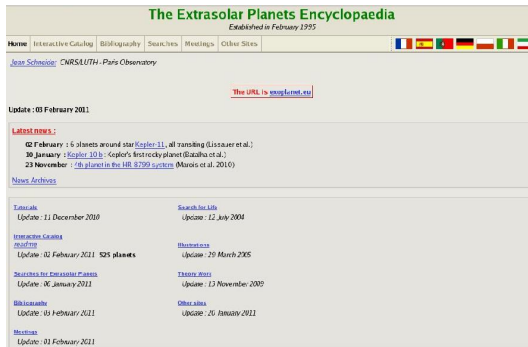 The Extrasolar Planets Encyclopaedia
Established in February 1995
Home Interactive Catalog Bibliography Searches Meetings Other Sites
Jean Schneider CNRS/LUTH - Paris Observatory
The URL is exoplanet.eu
Update : 03 February 2011
Latest news :
02 February : 6 planets around star Kepler-11, all transiting (Lissauer et al.)
10 January : Kepler 10 b : Kepler's first rocky planet (Batalha et al.)
23 November : 4th planet in the HR 8799 system (Marois et al. 2010)
News Archives
Tutorials
Update : 11 December 2010
Search for Life
Update : 12 July 2004
Interactive Catalog
readme
Update : 02 February 2011 525 planets
Illustrations
Update : 29 March 2005
Searches for Extrasolar Planets
Update : 06 January 2011
Theory Work
Update : 13 November 2009
Bibliography
Update : 03 February 2011
Other sites
Update : 20 January 2011
Meetings
Update : 01 February 2011